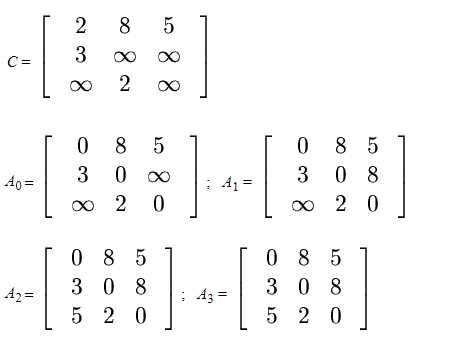 2 8 5
C = 3 ∞ ∞
∞ 2 ∞
0 8 5 0 8 5
A₀ = 3 0 ∞ ; A₁ = 3 0 8
∞ 2 0 ∞ 2 0
0 8 5 0 8 5
A₂ = 3 0 8 ; A₃ = 3 0 8
5 2 0 5 2 0